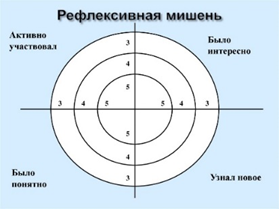 Рефлексивная мишень
Активно
участвовал
Было
интересно
3
4
5
3 4 5 5 4 3
5
4
3
Было
понятно
Узнал новое